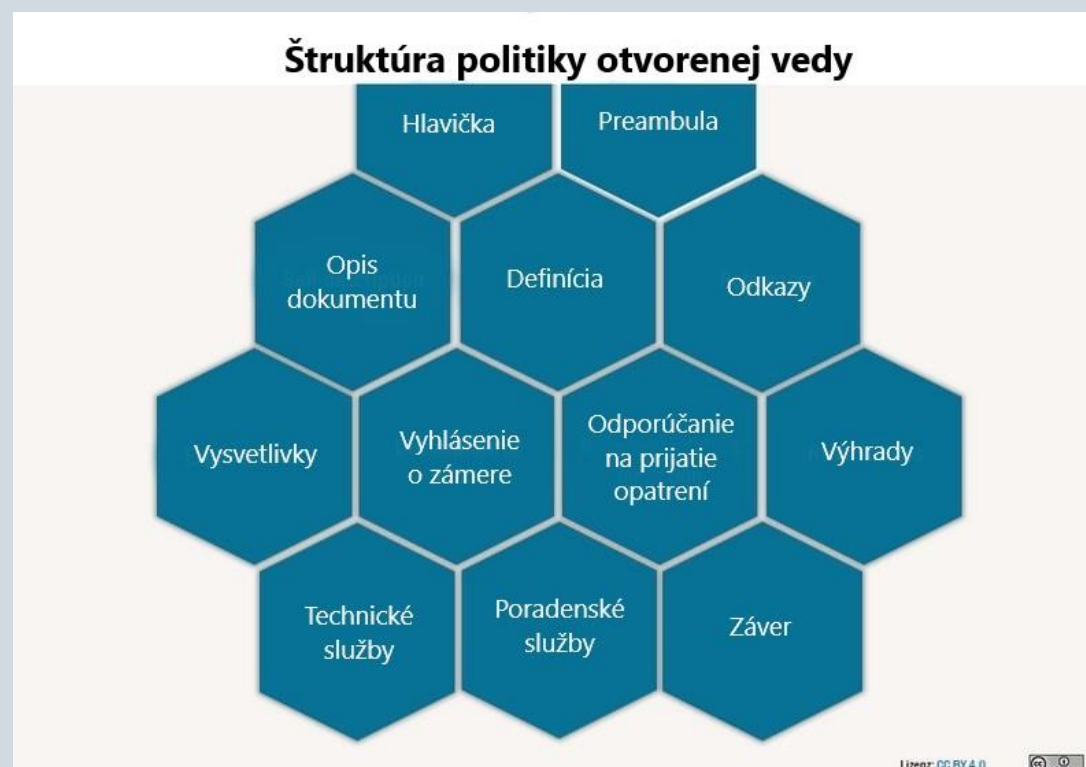 Štruktúra politiky otvorenej vedy
Hlavička
Preambula
Opis
dokumentu
Definícia
Odkazy
Vysvetlivky
Vyhlásenie
o zámere
Odporúčanie
na prijatie
opatrení
Výhrady
Technické
služby
Poradenské
služby
Záver
Lizenz: CC BY 4.0